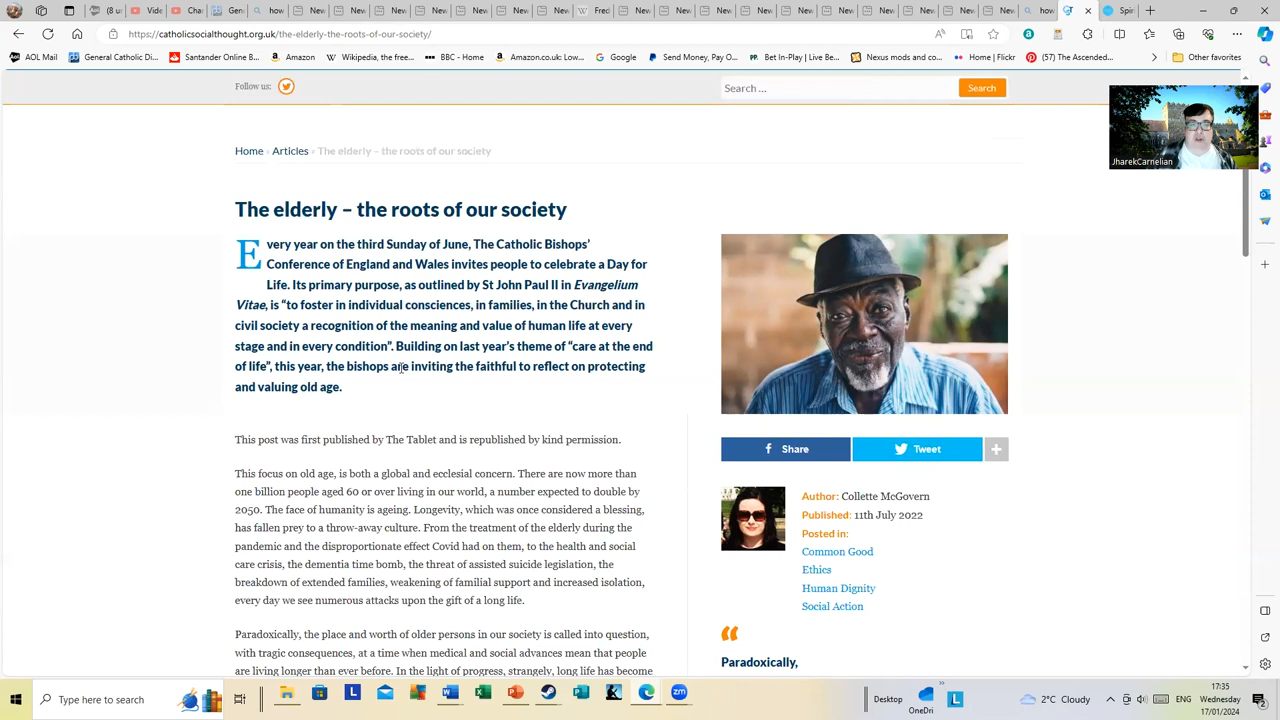 (8 u
Vide
Fred
Net
how
Spiri
https://catholicsocialthought.org.uk/the-elderly-the-roots-of-our-society/
AOL Mail
General Catholic Di...
Santander Online B...
Amazon
Wikipedia, the free...
BBC - Home
Amazon.co.uk: Low...
Google
Send Money, Pay O...
Bet In-Play | Live Be...
Nexus mods and co...
Home | Flickr
(57) The Ascended...
Other favorites
Follow us:
Search ...
Search
JharekCarnelian
Home
Articles
The elderly – the roots of our society
The elderly – the roots of our society
Every year on the third Sunday of June, The Catholic Bishops'
Conference of England and Wales invites people to celebrate a Day for
Life. Its primary purpose, as outlined by St John Paul II in Evangelium
Vitae, is “to foster in individual consciences, in families, in the Church and in
civil society a recognition of the meaning and value of human life at every
stage and in every condition”. Building on last year’s theme of “care at the end
of life”, this year, the bishops are inviting the faithful to reflect on protecting
and valuing old age.
This post was first published by The Tablet and is republished by kind permission.
This focus on old age, is both a global and ecclesial concern. There are now more than
one billion people aged 60 or over living in our world, a number expected to double by
2050. The face of humanity is ageing. Longevity, which was once considered a blessing,
has fallen prey to a throw-away culture. From the treatment of the elderly during the
pandemic and the disproportionate effect Covid had on them, to the health and social
care crisis, the dementia time bomb, the threat of assisted suicide legislation, the
breakdown of extended families, weakening of familial support and increased isolation,
every day we see numerous attacks upon the gift of a long life.
Paradoxically, the place and worth of older persons in our society is called into question,
with tragic consequences, at a time when medical and social advances mean that people
are living longer than ever before. In the light of progress, strangely, long life has become
Share
Tweet
Author: Collette McGovern
Published: 11th July 2022
Posted in:
Common Good
Ethics
Human Dignity
Social Action
“
Paradoxically,
Type here to search
Desktop
OneDri
2°C Cloudy
ENG
17:35
Wednesday
17/01/2024